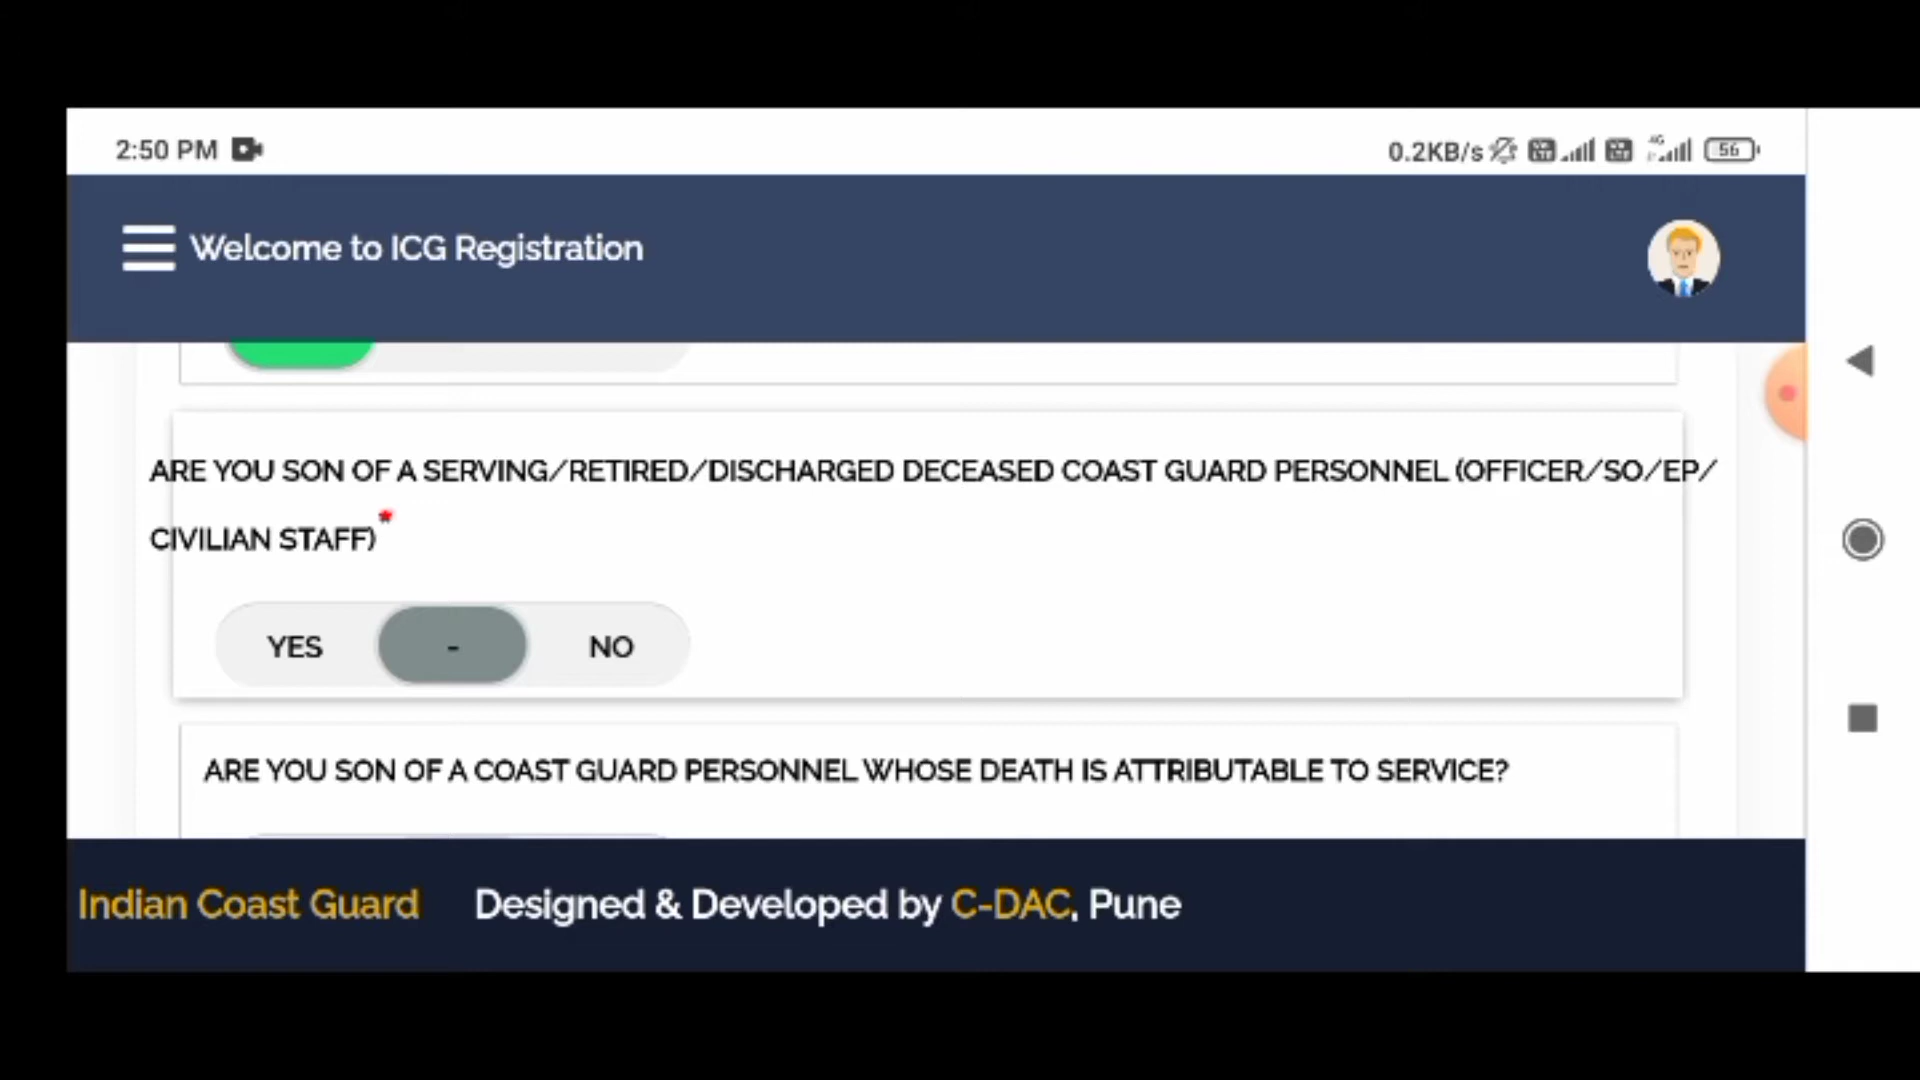 2:50 PM
0.2KB/s 4G 56
Welcome to ICG Registration
ARE YOU SON OF A SERVING/RETIRED/DISCHARGED DECEASED COAST GUARD PERSONNEL (OFFICER/SO/EP/
CIVILIAN STAFF)*
YES - NO
ARE YOU SON OF A COAST GUARD PERSONNEL WHOSE DEATH IS ATTRIBUTABLE TO SERVICE?
Indian Coast Guard Designed & Developed by C-DAC, Pune